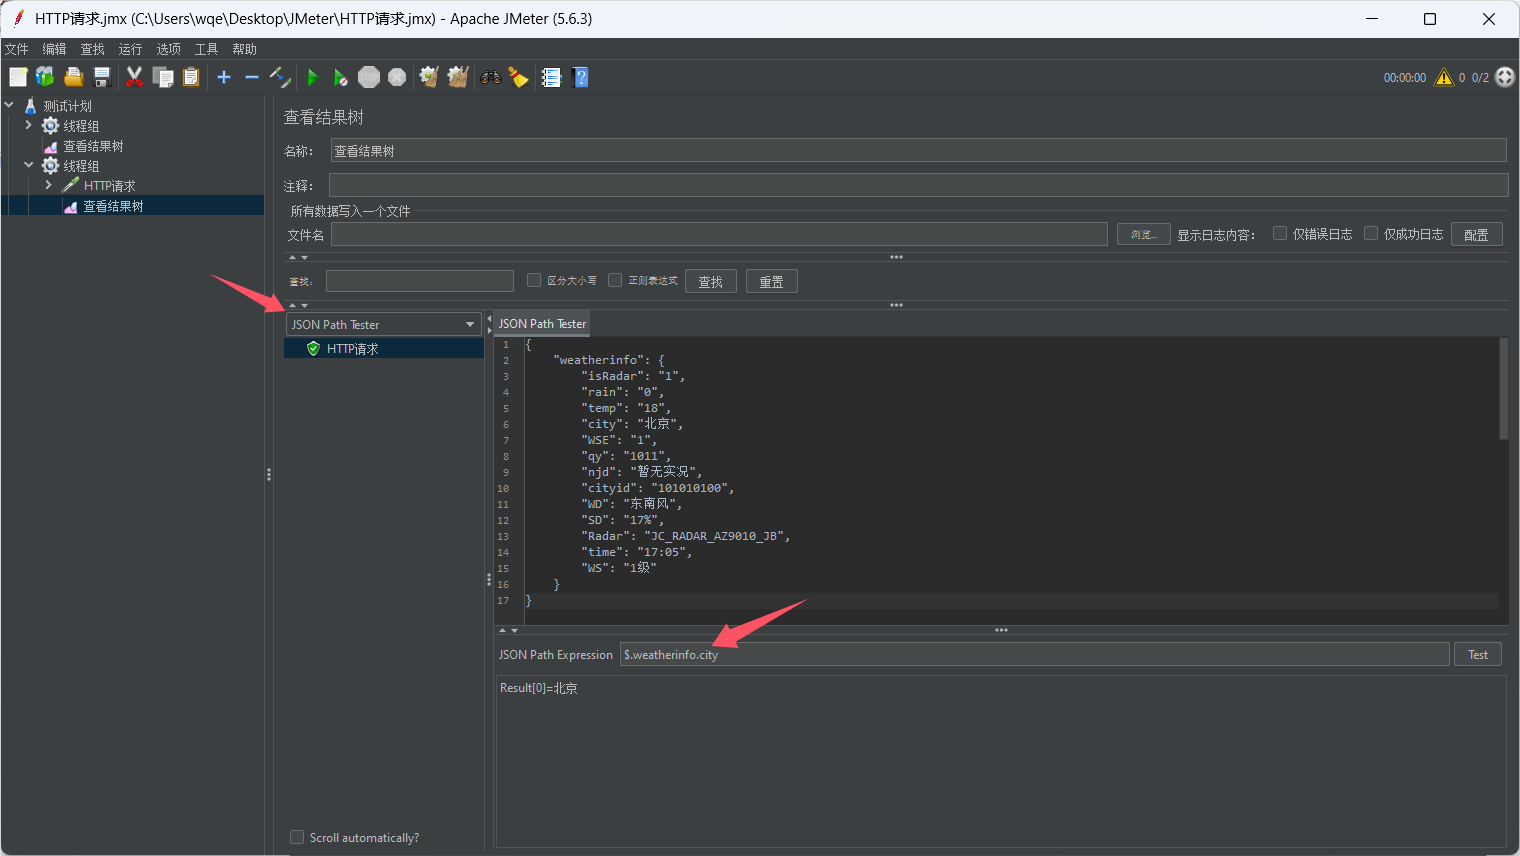 HTTP请求.jmx (C:\Users\wqe\Desktop\JMeter\HTTP请求.jmx) - Apache JMeter (5.6.3)
文件 编辑 查找 运行 选项 工具 帮助
STOP
00:00:00 0 0/2
测试计划
线程组
查看结果树
线程组
HTTP请求
查看结果树
查看结果树
名称： 查看结果树
注释：
所有数据写入一个文件
文件名 浏览... 显示日志内容： 仅错误日志 仅成功日志 配置
查找： 区分大小写 正则表达式 查找 重置
JSON Path Tester
HTTP请求
Scroll automatically?
JSON Path Tester
1 {
2 "weatherinfo": {
3 "isRadar": "1",
4 "rain": "0",
5 "temp": "18",
6 "city": "北京",
7 "WSE": "1",
8 "qy": "1011",
9 "njd": "暂无实况",
10 "cityid": "101010100",
11 "WD": "东南风",
12 "SD": "17%",
13 "Radar": "JC_RADAR_AZ9010_JB",
14 "time": "17:05",
15 "WS": "1级"
16 }
17 }
JSON Path Expression $.weatherinfo.city Test
Result[0]=北京